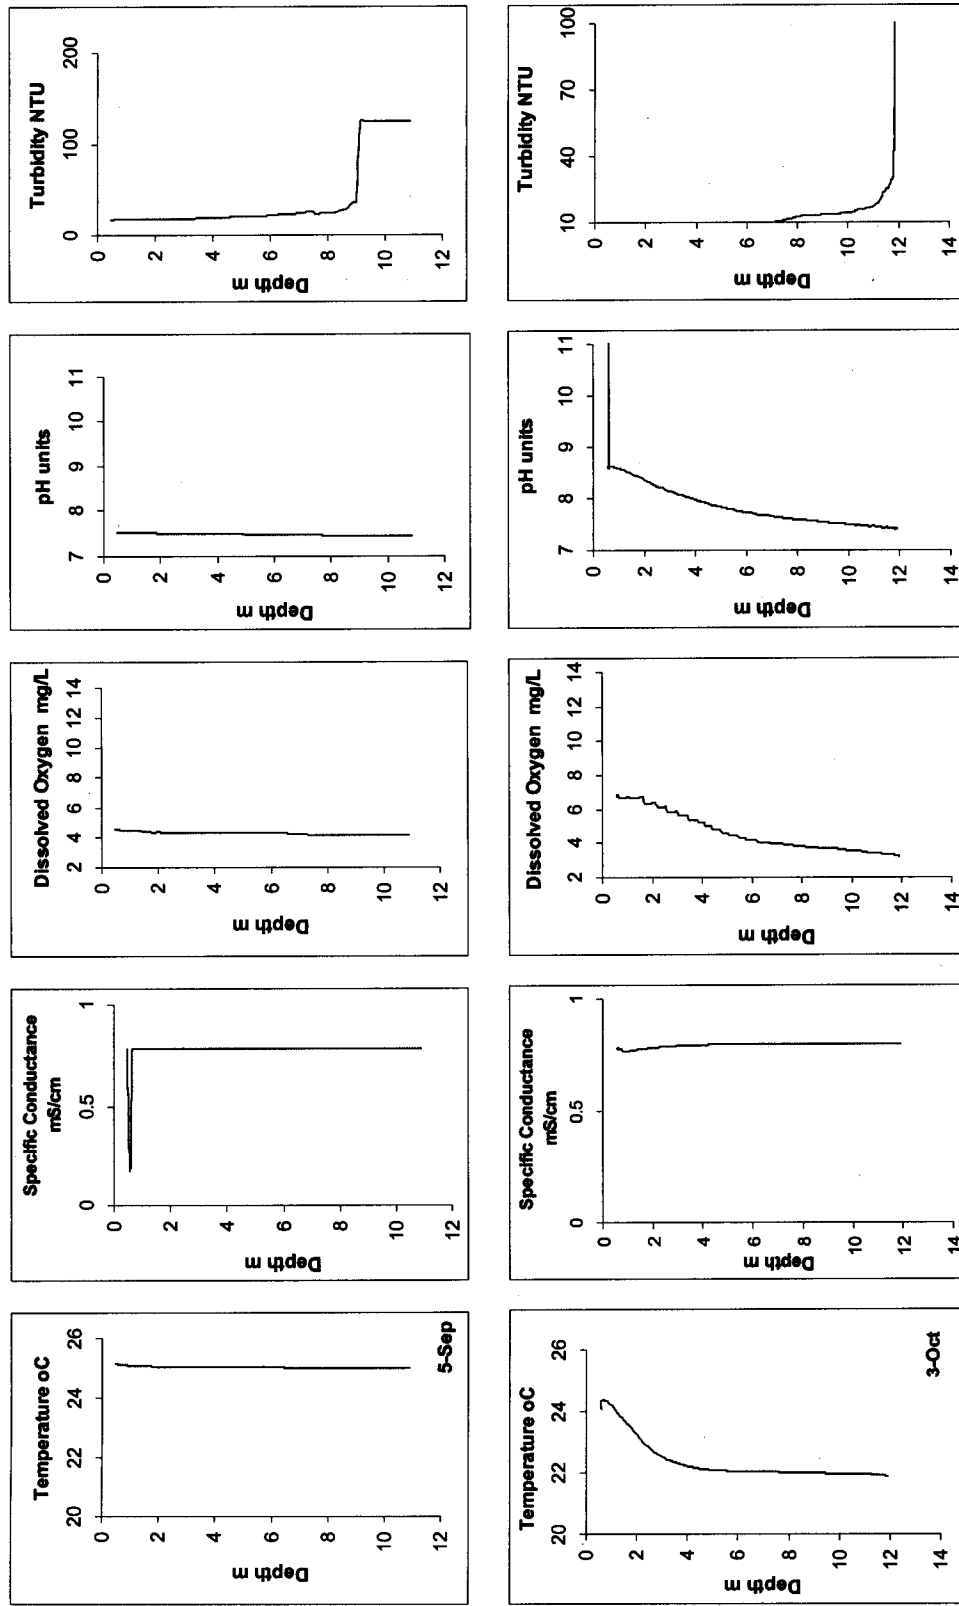 Temperature oC
20 22 24 26
0
2
4
6
8
10
12
Depth m
5-Sep
Specific Conductance
mS/cm
0 0.5 1
0
2
4
6
8
10
12
Depth m
Dissolved Oxygen mg/L
2 4 6 8 10 12 14
0
2
4
6
8
10
12
Depth m
pH units
7 8 9 10 11
0
2
4
6
8
10
12
Depth m
Turbidity NTU
0 100 200
0
2
4
6
8
10
12
Depth m
Temperature oC
20 22 24 26
0
2
4
6
8
10
12
14
Depth m
3-Oct
Specific Conductance
mS/cm
0 0.5 1
0
2
4
6
8
10
12
14
Depth m
Dissolved Oxygen mg/L
2 4 6 8 10 12 14
0
2
4
6
8
10
12
14
Depth m
pH units
7 8 9 10 11
0
2
4
6
8
10
12
14
Depth m
Turbidity NTU
10 40 70 100
0
2
4
6
8
10
12
14
Depth m